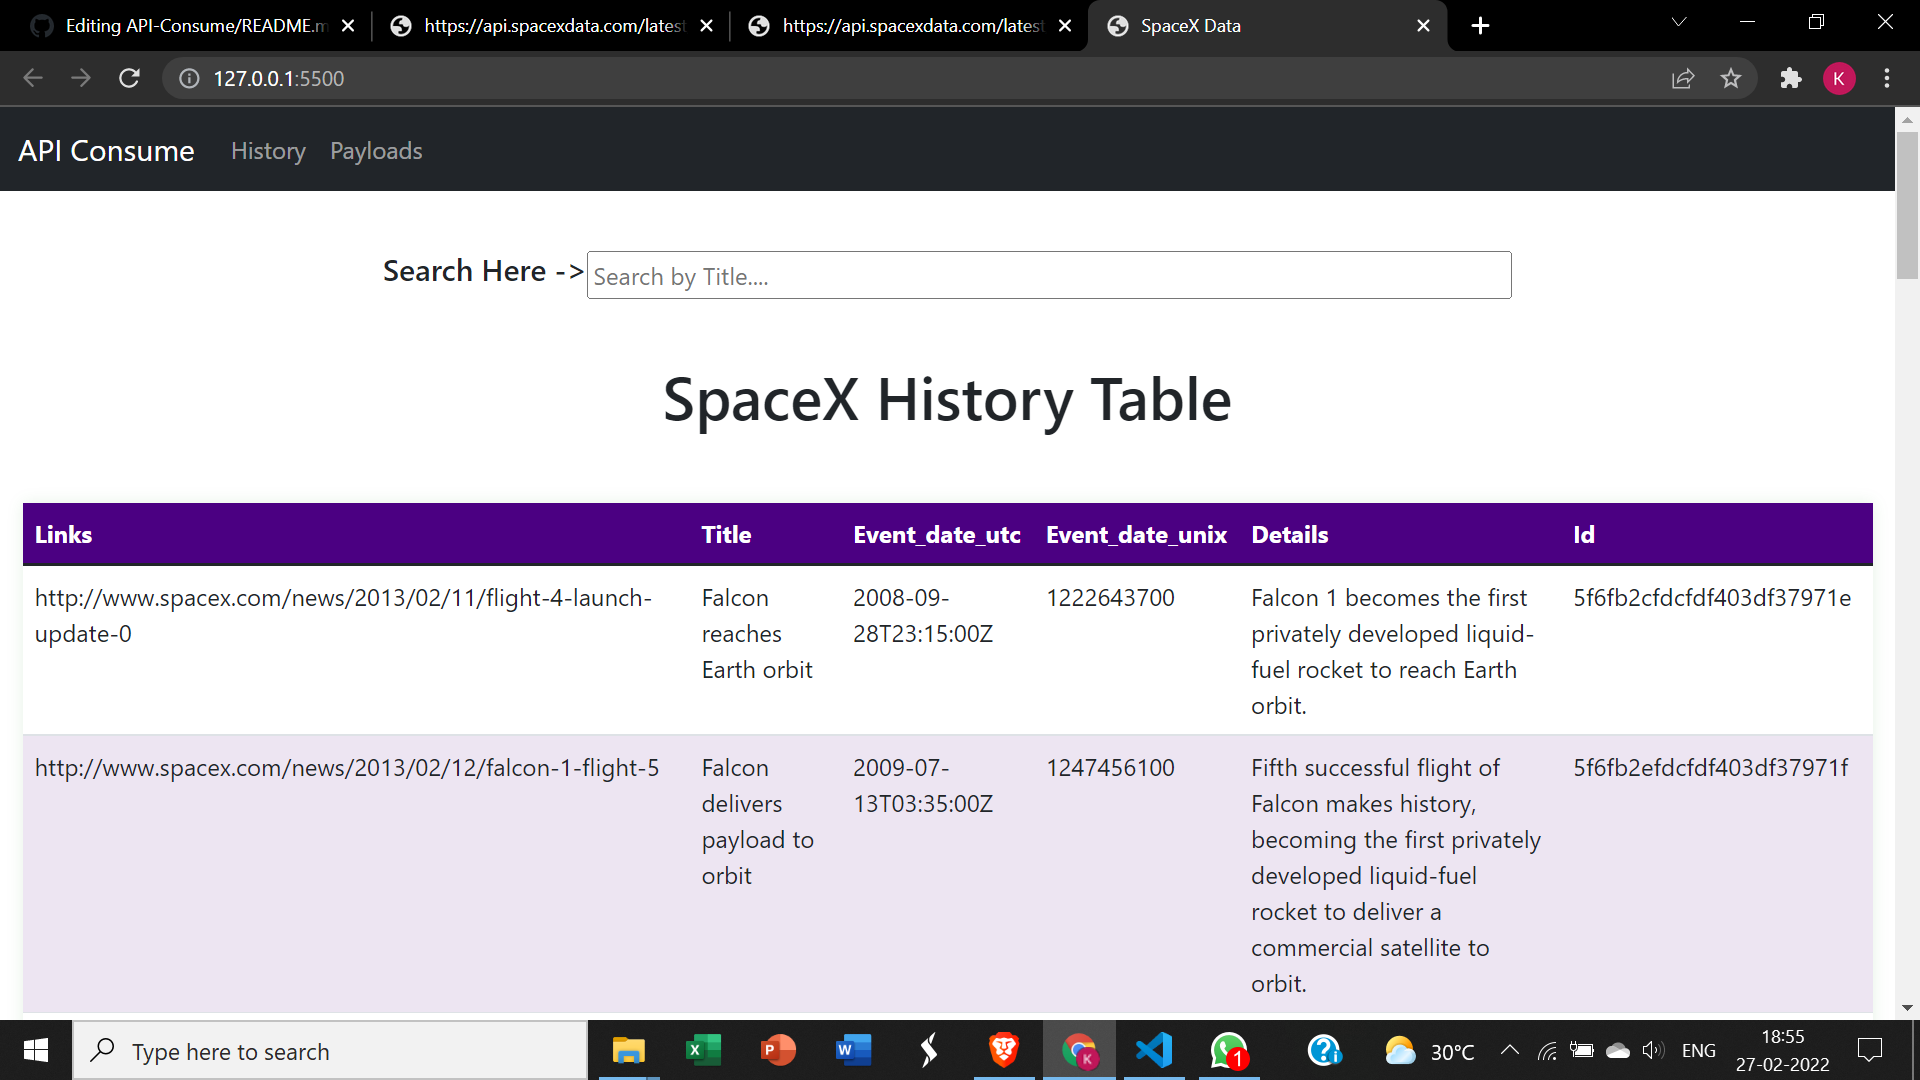 Editing API-Consume/README.m
https://api.spacexdata.com/latest
https://api.spacexdata.com/latest
SpaceX Data
127.0.0.1:5500
K
API Consume History Payloads
Search Here -> Search by Title....
SpaceX History Table
Links Title Event_date_utc Event_date_unix Details Id
http://www.spacex.com/news/2013/02/11/flight-4-launch-
update-0
Falcon
reaches
Earth orbit
2008-09-
28T23:15:00Z
1222643700
Falcon 1 becomes the first
privately developed liquid-
fuel rocket to reach Earth
orbit.
5f6fb2cfdcfdf403df37971e
http://www.spacex.com/news/2013/02/12/falcon-1-flight-5
Falcon
delivers
payload to
orbit
2009-07-
13T03:35:00Z
1247456100
Fifth successful flight of
Falcon makes history,
becoming the first privately
developed liquid-fuel
rocket to deliver a
commercial satellite to
orbit.
5f6fb2efdcfdf403df37971f
Type here to search
X
P
W
K
1
30°C
ENG
18:55
27-02-2022